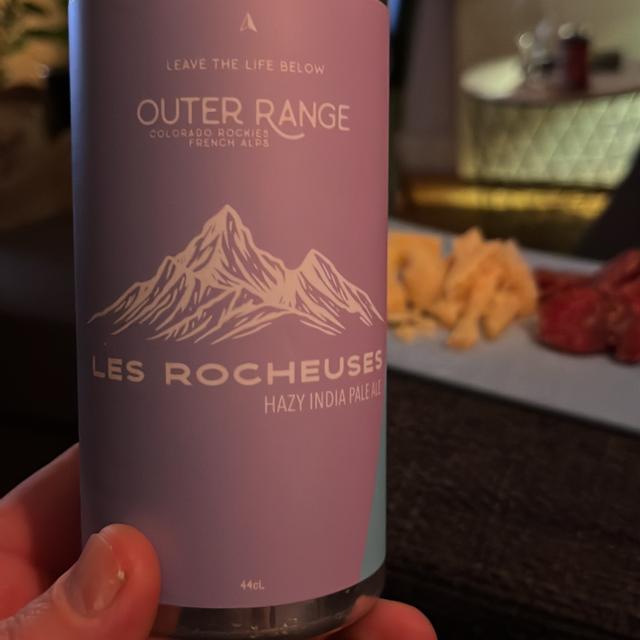 LEAVE THE LIFE BELOW
OUTER RANGE
COLORADO ROCKIES
FRENCH ALPS
LES ROCHEUSES
HAZY INDIA PALE ALE
44cL